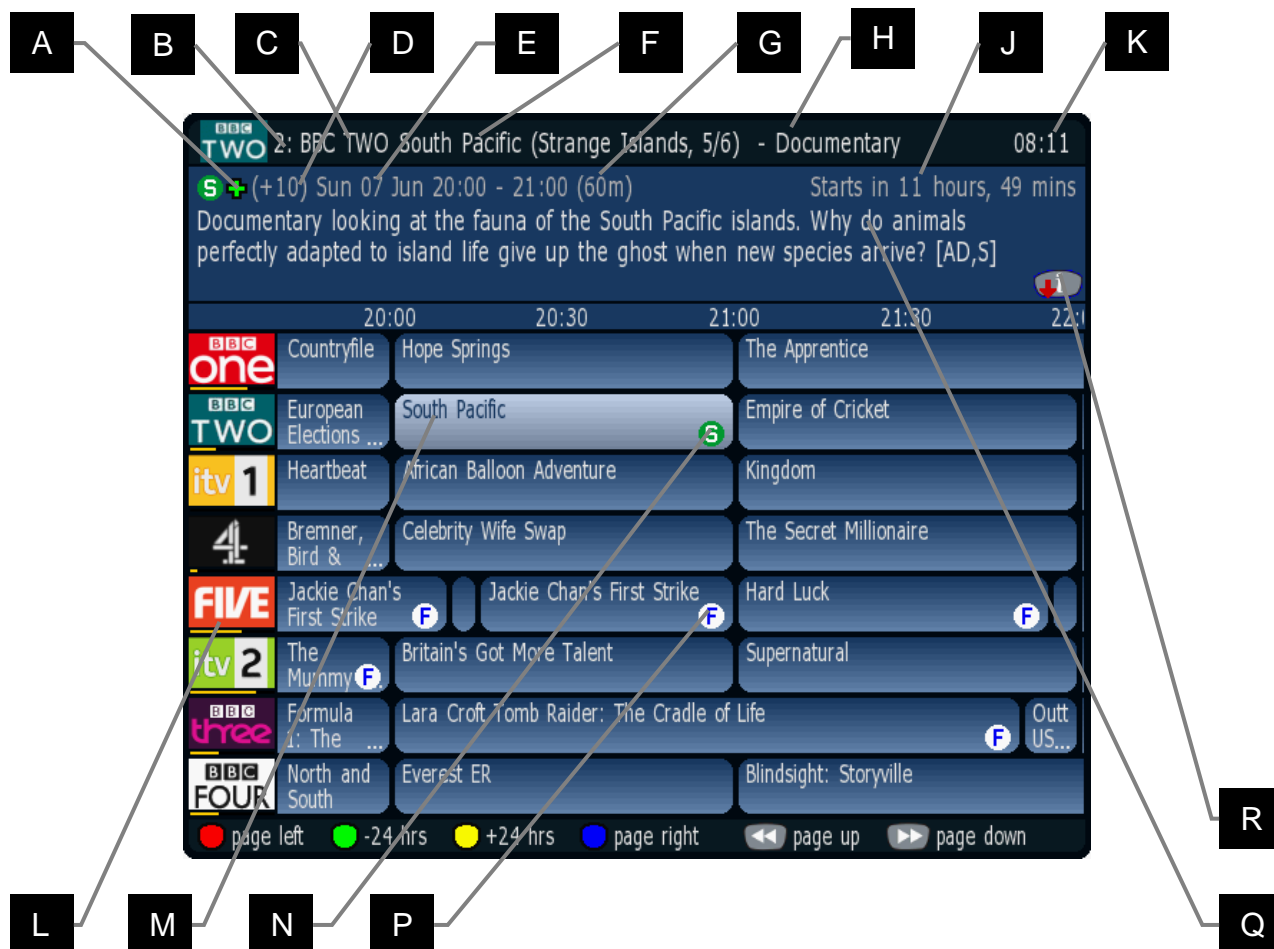 A B C D E F G H J K
BBC TWO 2: BBC TWO South Pacific (Strange Islands, 5/6) - Documentary 08:11
S (+10) Sun 07 Jun 20:00 - 21:00 (60m) Starts in 11 hours, 49 mins
Documentary looking at the fauna of the South Pacific islands. Why do animals
perfectly adapted to island life give up the ghost when new species arrive? [AD,S]
i
20:00 20:30 21:00 21:30 22:
BBC one Countryfile Hope Springs The Apprentice
BBC TWO European Elections ... South Pacific S Empire of Cricket
itv 1 Heartbeat African Balloon Adventure Kingdom
4 Bremner, Bird & ... Celebrity Wife Swap The Secret Millionaire
FIVE Jackie Chan's First Strike F Jackie Chan's First Strike F Hard Luck F
itv 2 The Mummy F Britain's Got More Talent Supernatural
BBC three Formula 1: The ... Lara Croft Tomb Raider: The Cradle of Life F Outt US...
BBC FOUR North and South Everest ER Blindsight: Storyville
page left -24 hrs +24 hrs page right page up page down
R
L M N P Q